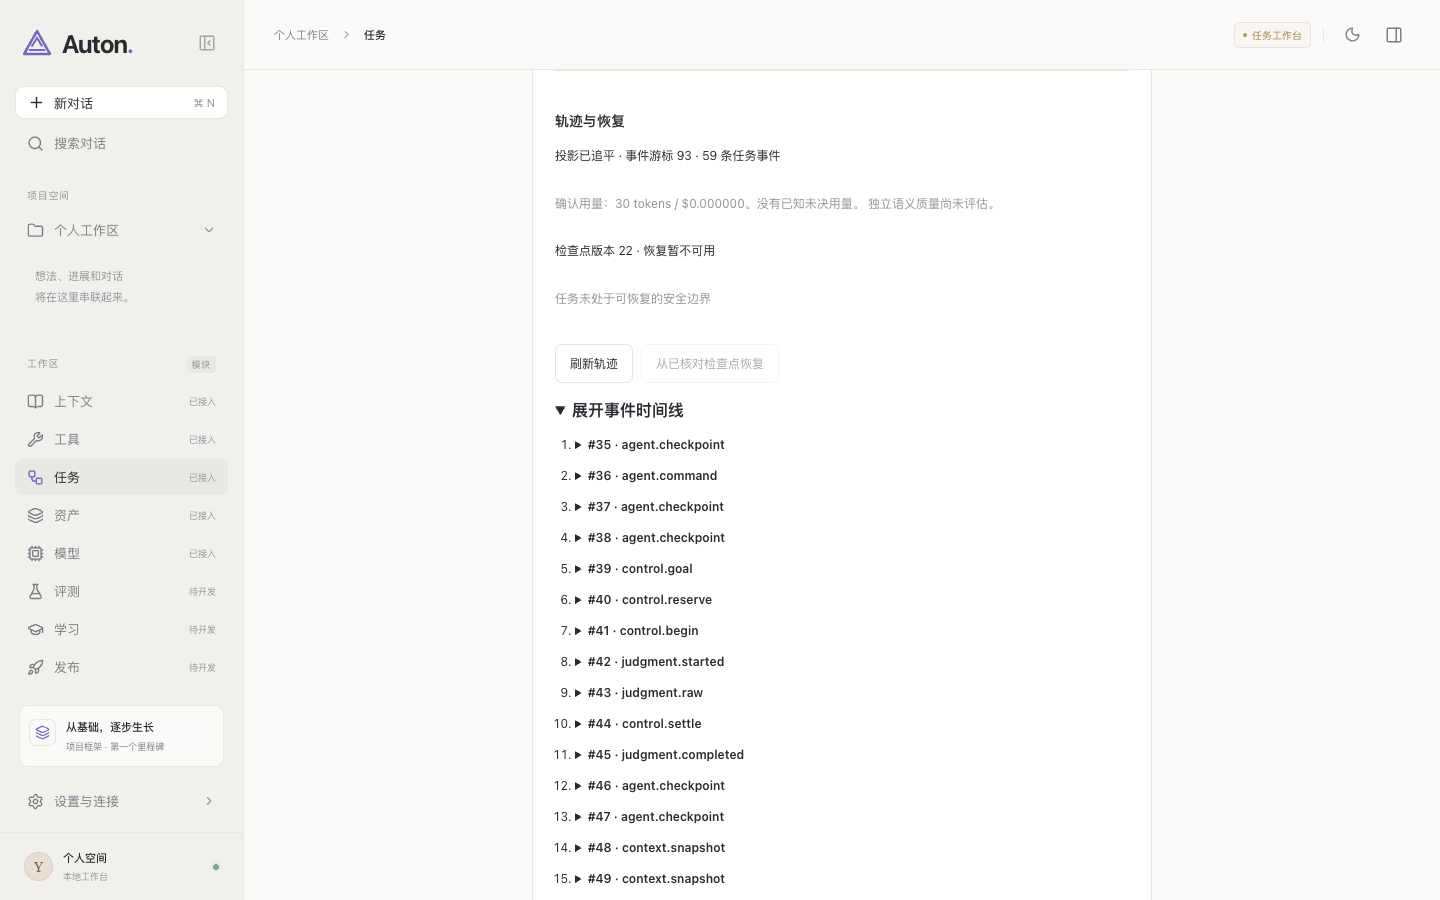 Auton.
新对话
⌘ N
搜索对话
项目空间
个人工作区
想法、进展和对话
将在这里串联起来。
工作区
模块
上下文
已接入
工具
已接入
任务
已接入
资产
已接入
模型
已接入
评测
待开发
学习
待开发
发布
待开发
从基础，逐步生长
项目框架 · 第一个里程碑
设置与连接
Y
个人空间
本地工作台
个人工作区
任务
任务工作台
轨迹与恢复
投影已追平 · 事件游标 93 · 59 条任务事件
确认用量：30 tokens / $0.000000。没有已知未决用量。 独立语义质量尚未评估。
检查点版本 22 · 恢复暂不可用
任务未处于可恢复的安全边界
刷新轨迹
从已核对检查点恢复
▼ 展开事件时间线
1. ▶ #35 · agent.checkpoint
2. ▶ #36 · agent.command
3. ▶ #37 · agent.checkpoint
4. ▶ #38 · agent.checkpoint
5. ▶ #39 · control.goal
6. ▶ #40 · control.reserve
7. ▶ #41 · control.begin
8. ▶ #42 · judgment.started
9. ▶ #43 · judgment.raw
10. ▶ #44 · control.settle
11. ▶ #45 · judgment.completed
12. ▶ #46 · agent.checkpoint
13. ▶ #47 · agent.checkpoint
14. ▶ #48 · context.snapshot
15. ▶ #49 · context.snapshot